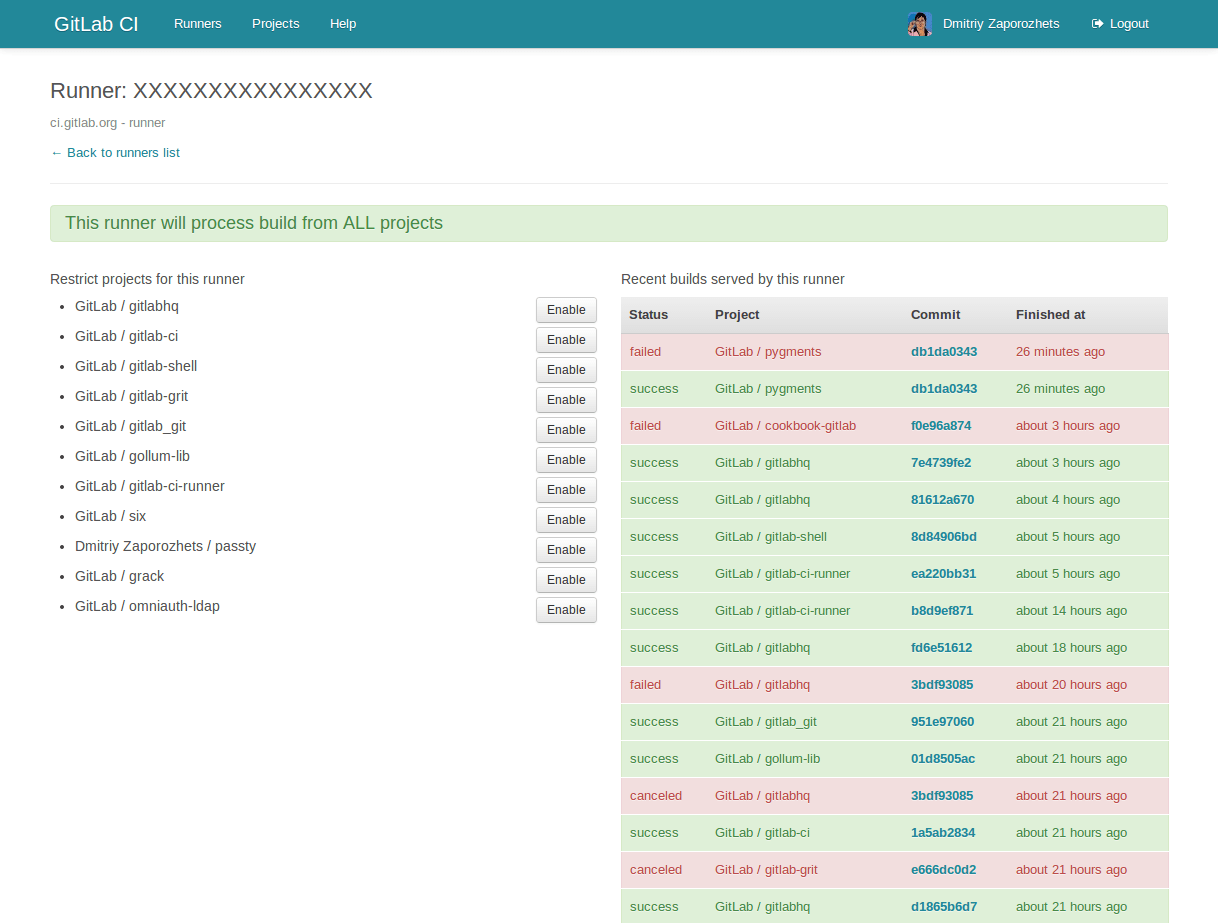 GitLab CI Runners Projects Help Dmitriy Zaporozhets Logout
Runner: XXXXXXXXXXXXXXXX
ci.gitlab.org - runner
← Back to runners list
This runner will process build from ALL projects
Restrict projects for this runner
• GitLab / gitlabhq Enable
• GitLab / gitlab-ci Enable
• GitLab / gitlab-shell Enable
• GitLab / gitlab-grit Enable
• GitLab / gitlab_git Enable
• GitLab / gollum-lib Enable
• GitLab / gitlab-ci-runner Enable
• GitLab / six Enable
• Dmitriy Zaporozhets / passty Enable
• GitLab / grack Enable
• GitLab / omniauth-ldap Enable
Recent builds served by this runner
Status Project Commit Finished at
failed GitLab / pygments db1da0343 26 minutes ago
success GitLab / pygments db1da0343 26 minutes ago
failed GitLab / cookbook-gitlab f0e96a874 about 3 hours ago
success GitLab / gitlabhq 7e4739fe2 about 3 hours ago
success GitLab / gitlabhq 81612a670 about 4 hours ago
success GitLab / gitlab-shell 8d84906bd about 5 hours ago
success GitLab / gitlab-ci-runner ea220bb31 about 5 hours ago
success GitLab / gitlab-ci-runner b8d9ef871 about 14 hours ago
success GitLab / gitlabhq fd6e51612 about 18 hours ago
failed GitLab / gitlabhq 3bdf93085 about 20 hours ago
success GitLab / gitlab_git 951e97060 about 21 hours ago
success GitLab / gollum-lib 01d8505ac about 21 hours ago
canceled GitLab / gitlabhq 3bdf93085 about 21 hours ago
success GitLab / gitlab-ci 1a5ab2834 about 21 hours ago
canceled GitLab / gitlab-grit e666dc0d2 about 21 hours ago
success GitLab / gitlabhq d1865b6d7 about 21 hours ago